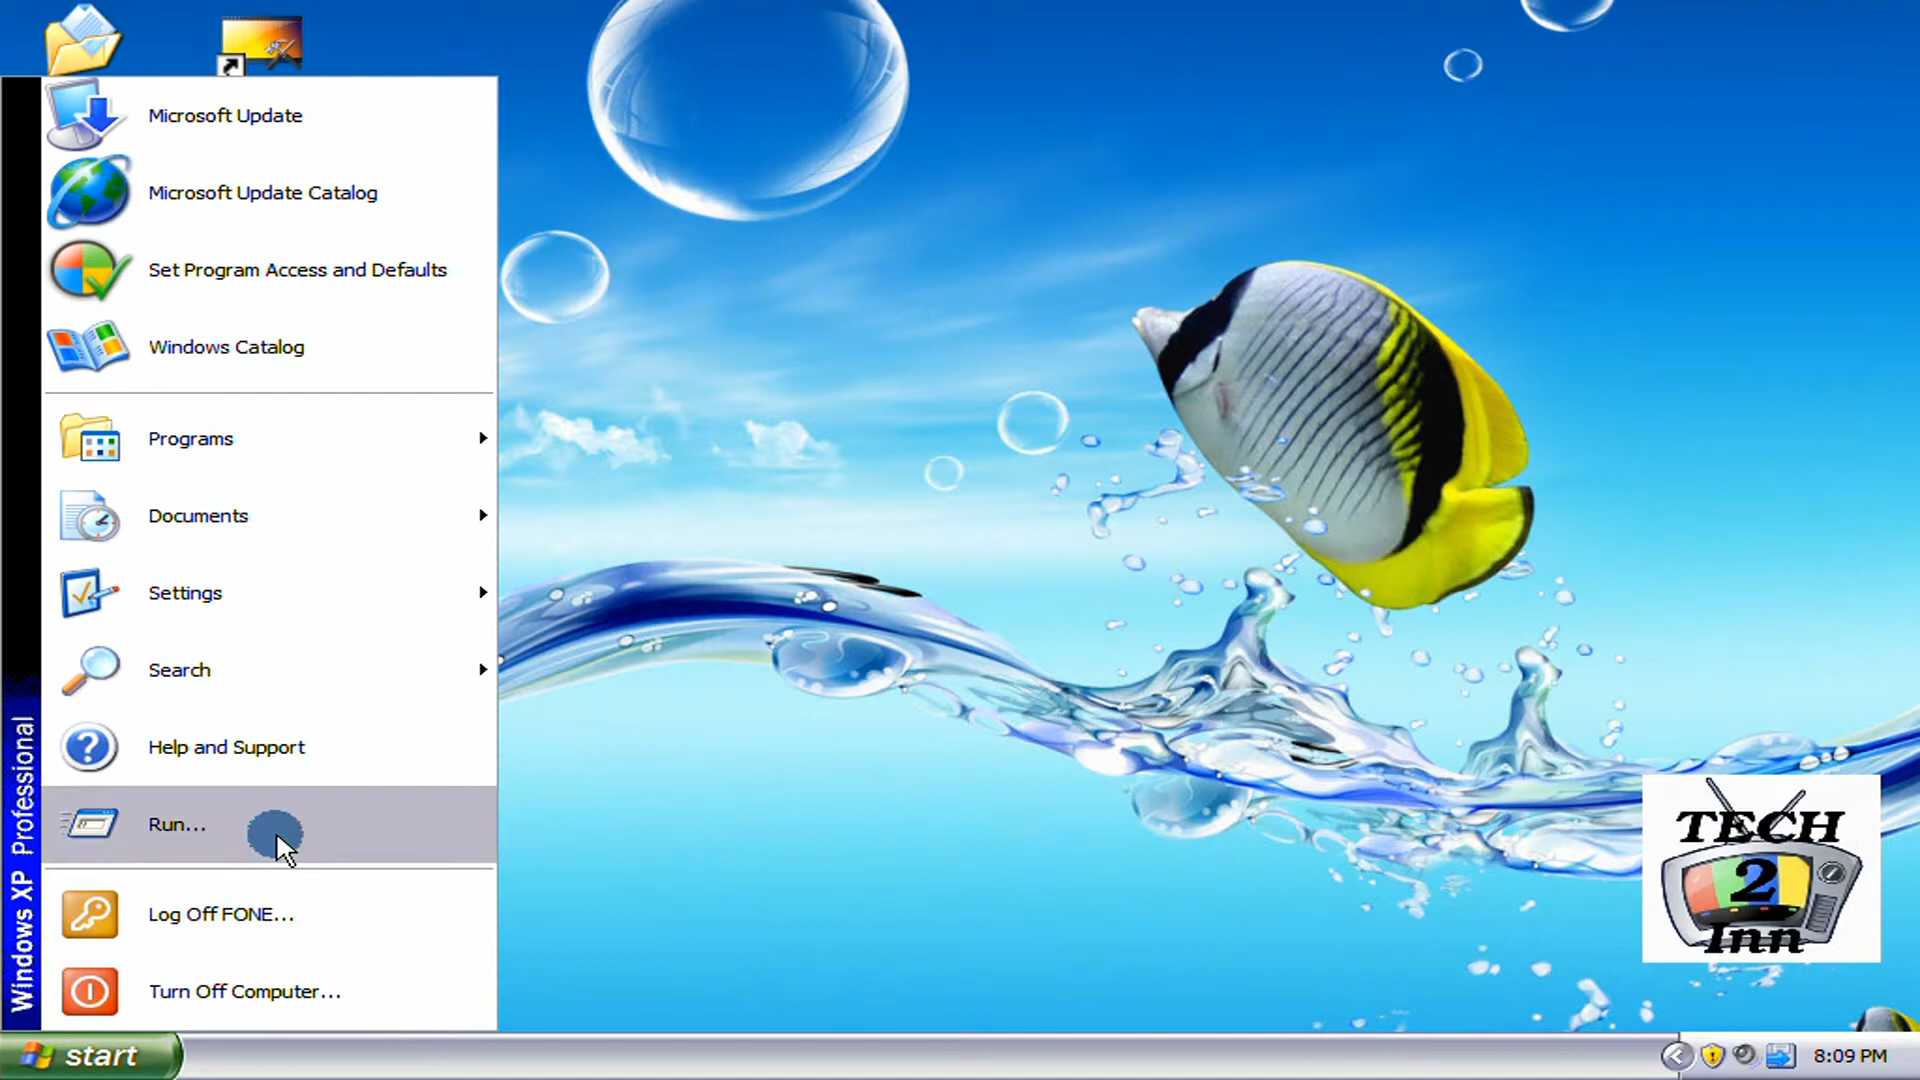 Microsoft Update
Microsoft Update Catalog
Set Program Access and Defaults
Windows Catalog
Programs
Documents
Settings
Search
Help and Support
Run...
Log Off FONE...
Turn Off Computer...
Windows XP Professional
start
8:09 PM
TECH
2
Inn